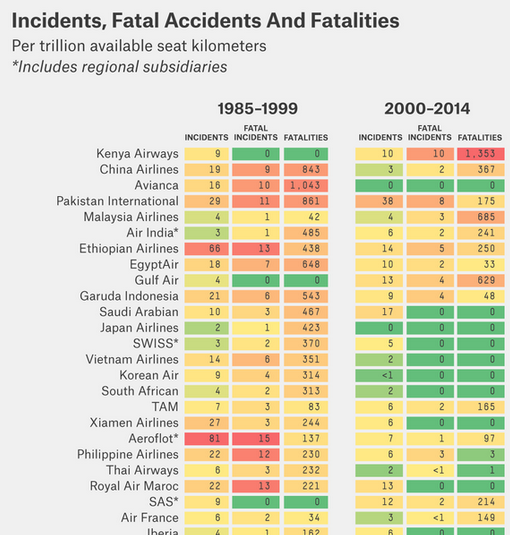 Incidents, Fatal Accidents And Fatalities
Per trillion available seat kilometers
*Includes regional subsidiaries
1985–1999 2000–2014
INCIDENTS FATAL INCIDENTS FATALITIES INCIDENTS FATAL INCIDENTS FATALITIES
Kenya Airways 9 0 0 10 10 1,353
China Airlines 19 9 843 3 2 367
Avianca 16 10 1,043 0 0 0
Pakistan International 29 11 861 38 8 175
Malaysia Airlines 4 1 42 4 3 685
Air India* 3 1 485 6 2 241
Ethiopian Airlines 66 13 438 14 5 250
EgyptAir 18 7 648 10 2 33
Gulf Air 4 0 0 13 4 629
Garuda Indonesia 21 6 543 9 4 48
Saudi Arabian 10 3 467 17 0 0
Japan Airlines 2 1 423 0 0 0
SWISS* 3 2 370 5 0 0
Vietnam Airlines 14 6 351 2 0 0
Korean Air 9 4 314 <1 0 0
South African 4 2 313 2 0 0
TAM 7 3 83 6 2 165
Xiamen Airlines 27 3 244 6 0 0
Aeroflot* 81 15 137 7 1 97
Philippine Airlines 22 12 230 6 3 3
Thai Airways 6 3 232 2 <1 1
Royal Air Maroc 22 13 221 13 0 0
SAS* 9 0 0 12 2 214
Air France 6 2 34 3 <1 149
Iberia 4 1 162 6 0 0